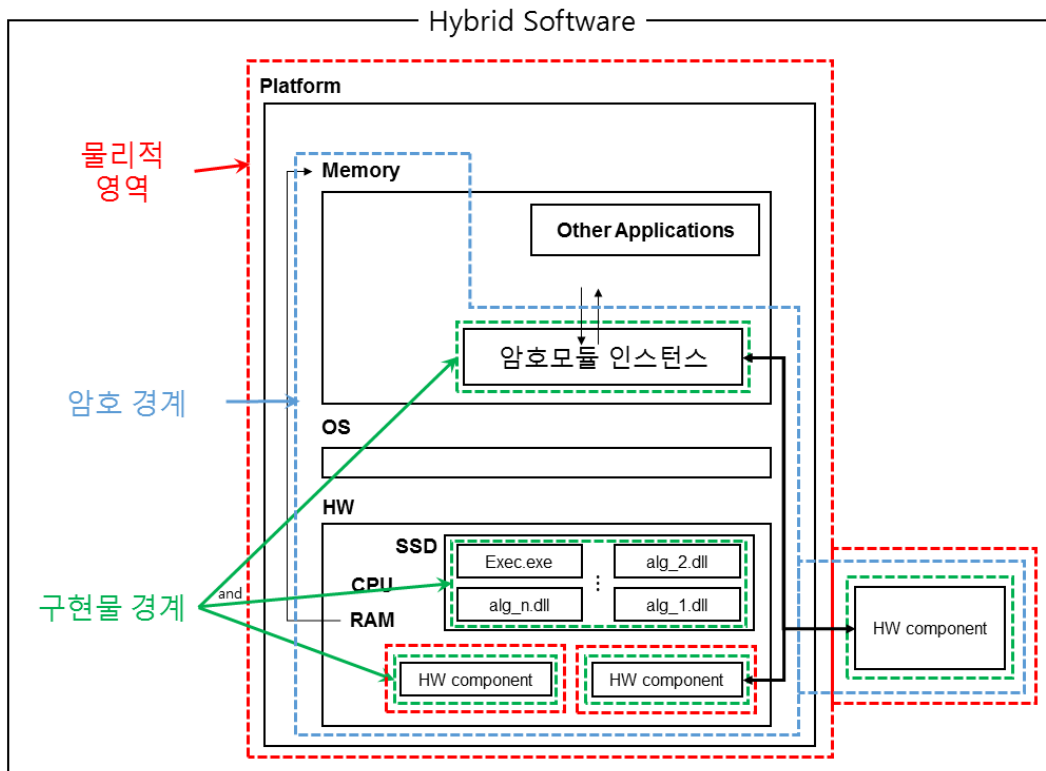 Hybrid Software
Platform
물리적
영역
Memory
Other Applications
암호모듈 인스턴스
암호 경계
OS
HW
SSD
Exec.exe
alg_2.dll
⋮
CPU
and
구현물 경계
alg_n.dll
alg_1.dll
RAM
HW component
HW component
HW component